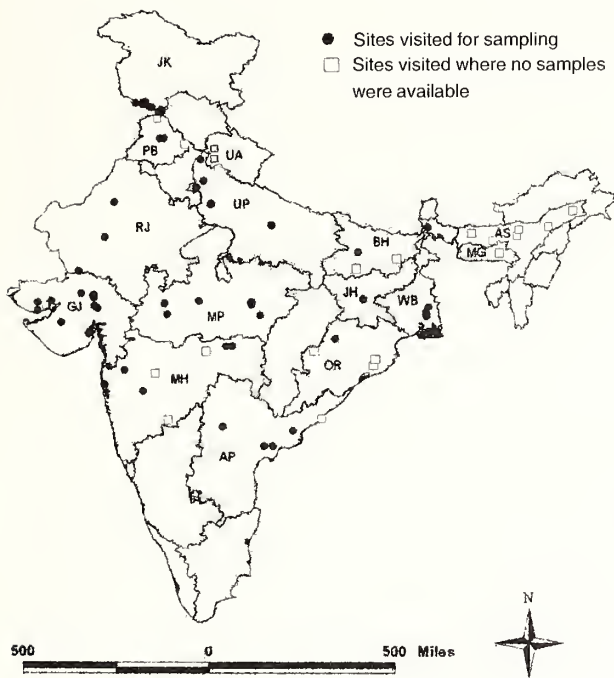 Sites visited for sampling
Sites visited where no samples
were available
JK
PB
UA
RJ
UP
BH
AS
MG
GJ
MP
JH
WB
MH
OR
AP
N
500 0 500 Miles